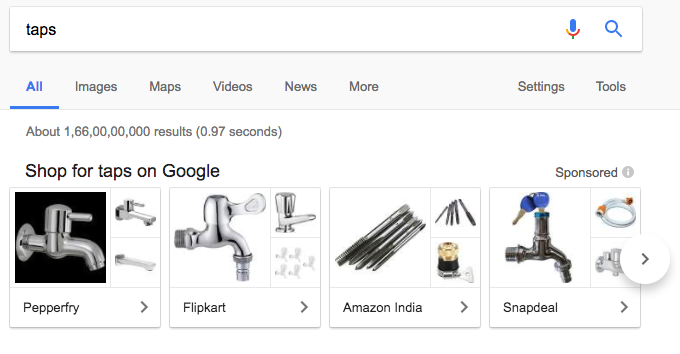 taps
All Images Maps Videos News More Settings Tools
About 1,66,00,00,000 results (0.97 seconds)
Shop for taps on Google Sponsored
Pepperfry Flipkart Amazon India Snapdeal